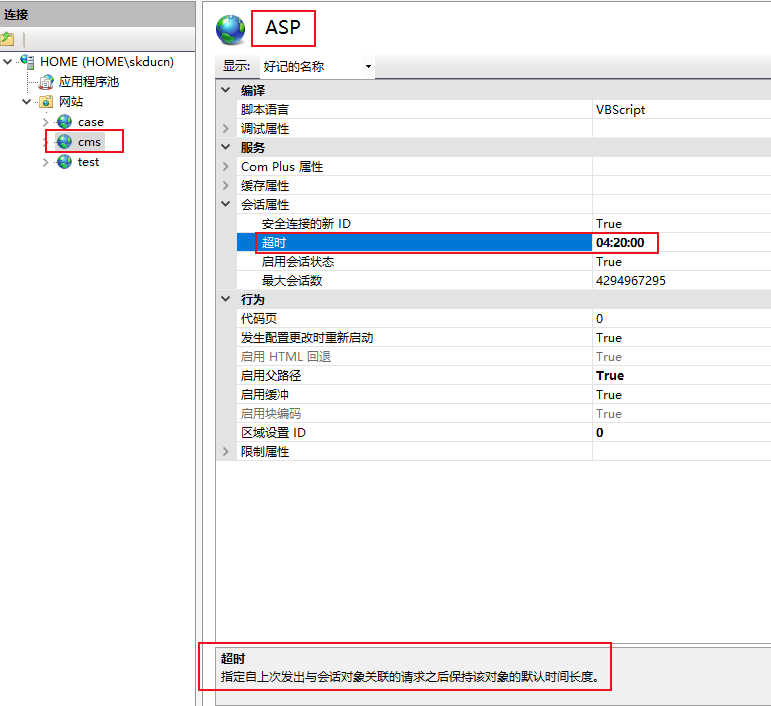 连接
HOME (HOME\skducn)
应用程序池
网站
case
cms
test
ASP
显示: 好记的名称
编译
脚本语言 VBScript
调试属性
服务
Com Plus 属性
缓存属性
会话属性
安全连接的新 ID True
超时 04:20:00
启用会话状态 True
最大会话数 4294967295
行为
代码页 0
发生配置更改时重新启动 True
启用 HTML 回退 True
启用父路径 True
启用缓冲 True
启用块编码 True
区域设置 ID 0
限制属性
超时
指定自上次发出与会话对象关联的请求之后保持该对象的默认时间长度。